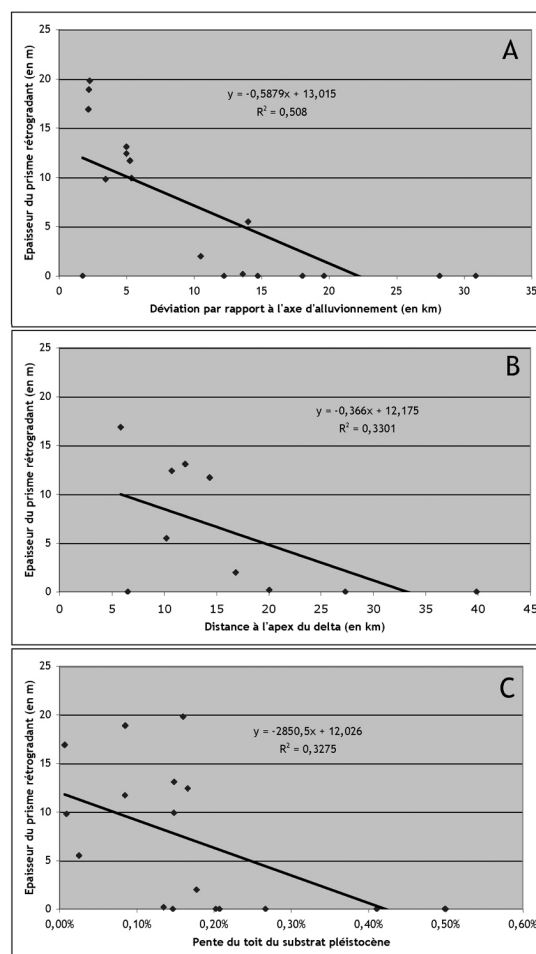 A
Epaisseur du prisme rétrogradant (en m)
25
20
15
10
5
0
y = -0,5879x + 13,015
R² = 0,508
0 5 10 15 20 25 30 35
Déviation par rapport à l'axe d'alluvionnement (en km)
B
Epaisseur du prisme rétrogradant (en m)
25
20
15
10
5
0
y = -0,366x + 12,175
R² = 0,3301
0 5 10 15 20 25 30 35 40 45
Distance à l'apex du delta (en km)
C
Epaisseur du prisme rétrogradant (en m)
25
20
15
10
5
0
y = -2850,5x + 12,026
R² = 0,3275
0,00% 0,10% 0,20% 0,30% 0,40% 0,50% 0,60%
Pente du toit du substrat pléistocène